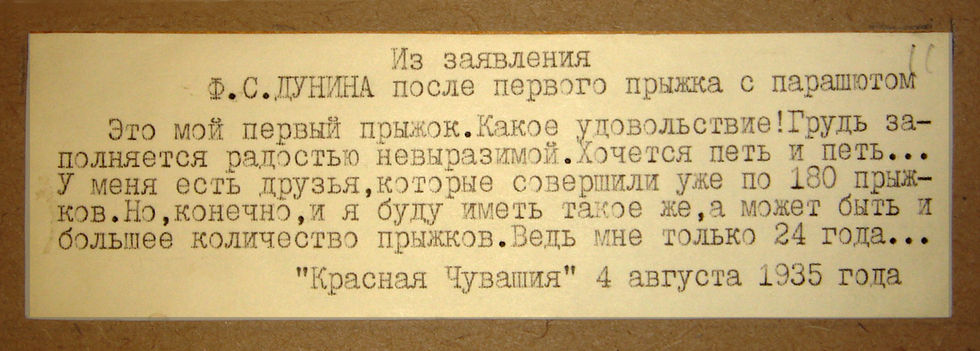 11
Из заявления
Ф.С.ДУНИНА после первого прыжка с парашютом
Это мой первый прыжок.Какое удовольствие!Грудь за-
полняется радостью невыразимой.Хочется петь и петь...
У меня есть друзья,которые совершили уже по 180 прыж-
ков.Но,конечно,и я буду иметь такое же,а может быть и
большее количество прыжков.Ведь мне только 24 года...
"Красная Чувашия" 4 августа 1935 года